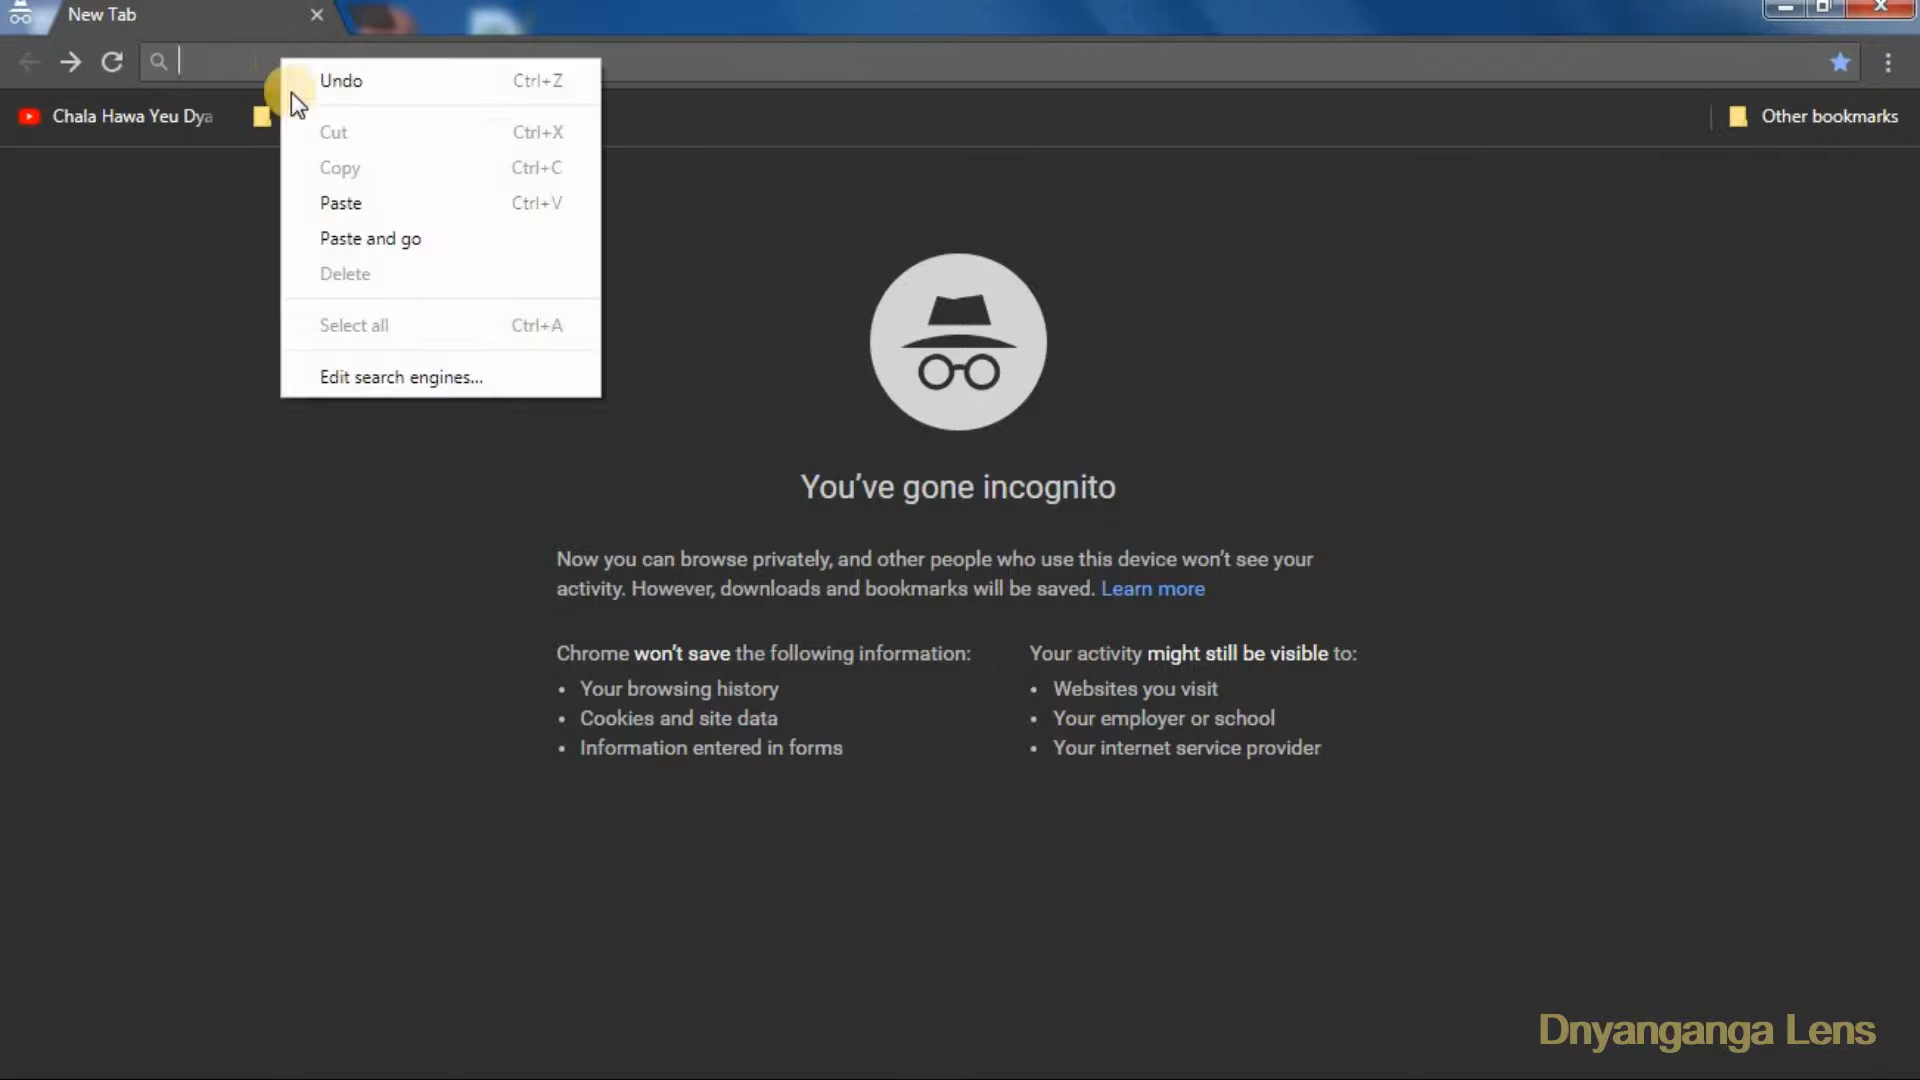 New Tab
Undo Ctrl+Z
Chala Hawa Yeu Dya
Other bookmarks
Cut Ctrl+X
Copy Ctrl+C
Paste Ctrl+V
Paste and go
Delete
Select all Ctrl+A
Edit search engines...
You've gone incognito
Now you can browse privately, and other people who use this device won't see your
activity. However, downloads and bookmarks will be saved. Learn more
Chrome won't save the following information:
• Your browsing history
• Cookies and site data
• Information entered in forms
Your activity might still be visible to:
• Websites you visit
• Your employer or school
• Your internet service provider
Dnyanganga Lens